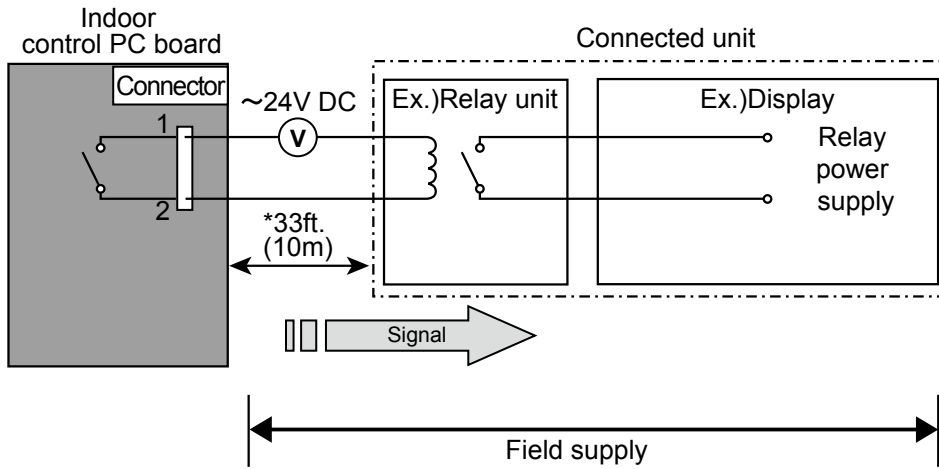 Indoor
control PC board
Connector
1
2
～24V DC
V
*33ft.
(10m)
Connected unit
Ex.)Relay unit
Ex.)Display
Relay
power
supply
Signal
Field supply